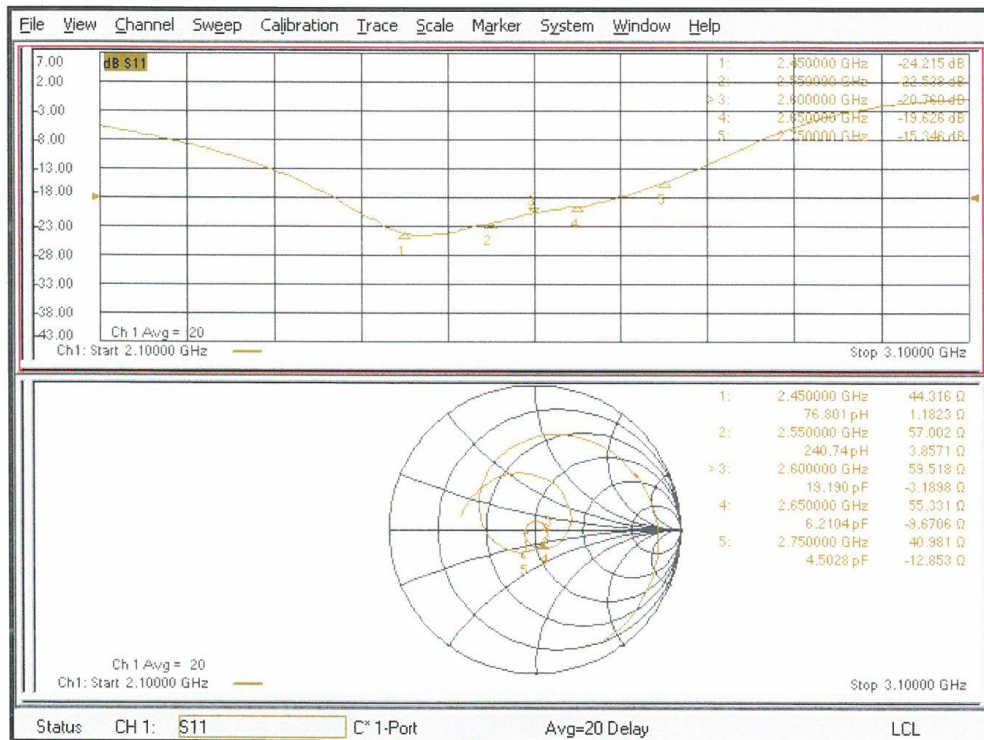 File View Channel Sweep Calibration Trace Scale Marker System Window Help
dB S11
7.00
2.00
-3.00
-8.00
-13.00
-18.00
-23.00
-28.00
-33.00
-38.00
-43.00
1: 2.450000 GHz -24.215 dB
2: 2.550000 GHz -22.538 dB
>3: 2.600000 GHz -20.760 dB
4: 2.650000 GHz -19.626 dB
5: 2.750000 GHz -15.346 dB
1
2
3
4
5
Ch 1 Avg = 20
Ch1: Start 2.10000 GHz
Stop 3.10000 GHz
1: 2.450000 GHz 44.316 Ω
76.801 pH 1.1823 Ω
2: 2.550000 GHz 57.002 Ω
240.74 pH 3.8571 Ω
>3: 2.600000 GHz 59.518 Ω
19.190 pF -3.1898 Ω
4: 2.650000 GHz 55.331 Ω
6.2104 pF -9.6706 Ω
5: 2.750000 GHz 40.981 Ω
4.5028 pF -12.853 Ω
4
5
Ch 1 Avg = 20
Ch1: Start 2.10000 GHz
Stop 3.10000 GHz
Status CH 1: S11 C* 1-Port Avg=20 Delay LCL